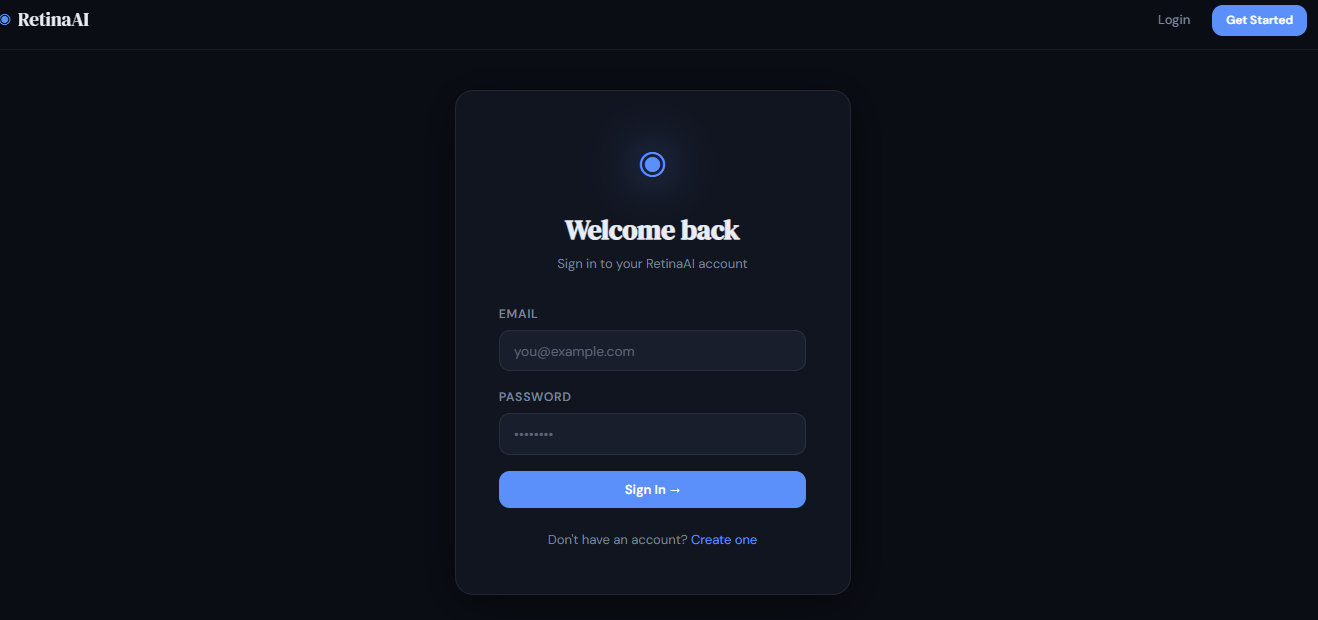 RetinaAI
Login
Get Started
Welcome back
Sign in to your RetinaAI account
EMAIL
you@example.com
PASSWORD
••••••••
Sign In →
Don't have an account? Create one